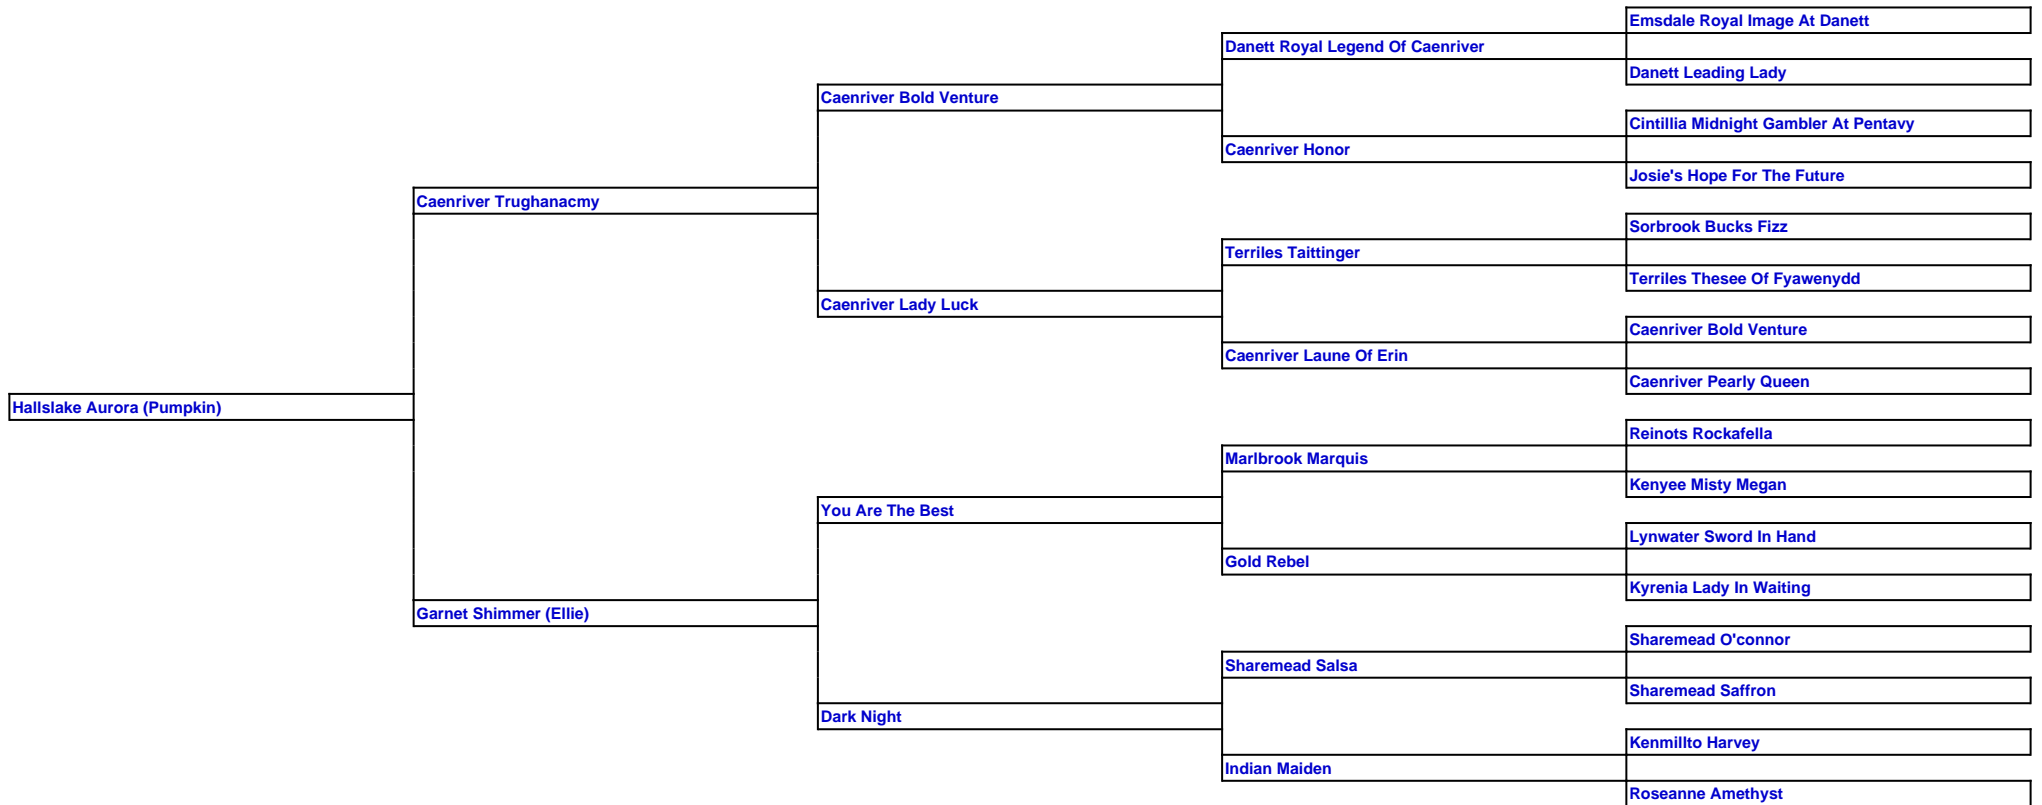 Emsdale Royal Image At Danett
Danett Royal Legend Of Caenriver
Danett Leading Lady
Caenriver Bold Venture
Cintillia Midnight Gambler At Pentavy
Caenriver Honor
Josie's Hope For The Future
Caenriver Trughanacmy
Sorbrook Bucks Fizz
Terriles Taittinger
Terriles Thesee Of Fyawenydd
Caenriver Lady Luck
Caenriver Bold Venture
Caenriver Laune Of Erin
Caenriver Pearly Queen
Hallslake Aurora (Pumpkin)
Reinots Rockafella
Marlbrook Marquis
Kenyee Misty Megan
You Are The Best
Lynwater Sword In Hand
Gold Rebel
Kyrenia Lady In Waiting
Garnet Shimmer (Ellie)
Sharemead O'connor
Sharemead Salsa
Sharemead Saffron
Dark Night
Kenmillto Harvey
Indian Maiden
Roseanne Amethyst